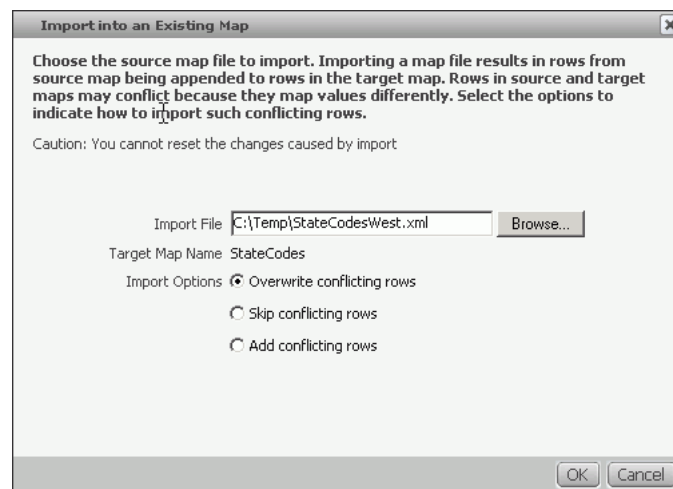 Import into an Existing Map
Choose the source map file to import. Importing a map file results in rows from
source map being appended to rows in the target map. Rows in source and target
maps may conflict because they map values differently. Select the options to
indicate how to import such conflicting rows.
Caution: You cannot reset the changes caused by import
Import File C:\Temp\StateCodesWest.xml Browse...
Target Map Name StateCodes
Import Options Overwrite conflicting rows
Skip conflicting rows
Add conflicting rows
OK Cancel